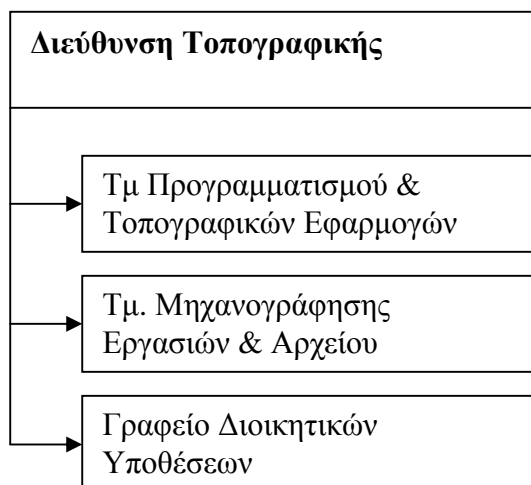 Διεύθυνση Τοπογραφικής
Τμ Προγραμματισμού &
Τοπογραφικών Εφαρμογών
Τμ. Μηχανογράφησης
Εργασιών & Αρχείου
Γραφείο Διοικητικών
Υποθέσεων